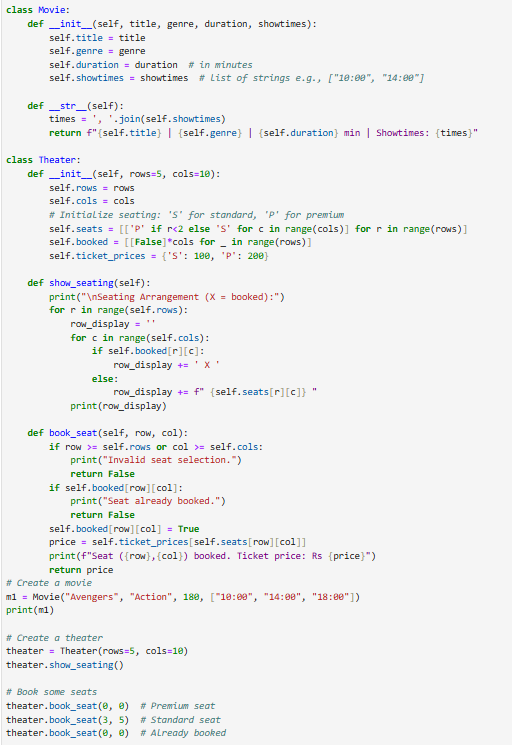 class Movie:
    def __init__(self, title, genre, duration, showtimes):
        self.title = title
        self.genre = genre
        self.duration = duration  # in minutes
        self.showtimes = showtimes  # list of strings e.g., ["10:00", "14:00"]

    def __str__(self):
        times = ', '.join(self.showtimes)
        return f"{self.title} | {self.genre} | {self.duration} min | Showtimes: {times}"

class Theater:
    def __init__(self, rows=5, cols=10):
        self.rows = rows
        self.cols = cols
        # Initialize seating: 'S' for standard, 'P' for premium
        self.seats = [['P' if r<2 else 'S' for c in range(cols)] for r in range(rows)]
        self.booked = [[False]*cols for _ in range(rows)]
        self.ticket_prices = {'S': 100, 'P': 200}

    def show_seating(self):
        print("\nSeating Arrangement (X = booked):")
        for r in range(self.rows):
            row_display = ''
            for c in range(self.cols):
                if self.booked[r][c]:
                    row_display += ' X '
                else:
                    row_display += f" {self.seats[r][c]} "
            print(row_display)

    def book_seat(self, row, col):
        if row >= self.rows or col >= self.cols:
            print("Invalid seat selection.")
            return False
        if self.booked[row][col]:
            print("Seat already booked.")
            return False
        self.booked[row][col] = True
        price = self.ticket_prices[self.seats[row][col]]
        print(f"Seat ({row},{col}) booked. Ticket price: Rs {price}")
        return price
# Create a movie
m1 = Movie("Avengers", "Action", 180, ["10:00", "14:00", "18:00"])
print(m1)

# Create a theater
theater = Theater(rows=5, cols=10)
theater.show_seating()

# Book some seats
theater.book_seat(0, 0)  # Premium seat
theater.book_seat(3, 5)  # Standard seat
theater.book_seat(0, 0)  # Already booked